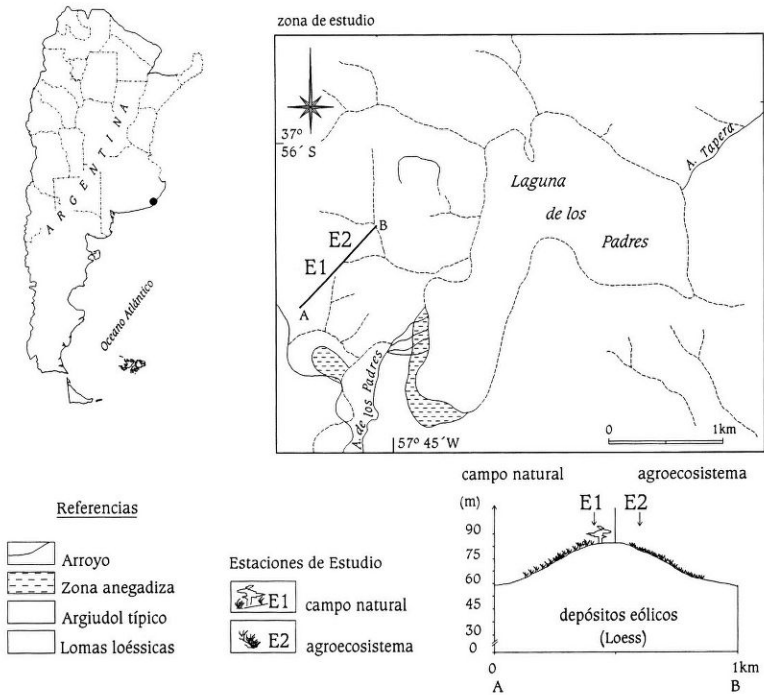 ARGENTINA
Oceano Atlántico
zona de estudio
37º
56´ S
Laguna
de los
Padres
A. Tapera
B
E2
E1
A
A. de los Padres
57º 45´W
0 1km
Referencias
Arroyo
Zona anegadiza
Argiudol típico
Lomas loéssicas
Estaciones de Estudio
E1 campo natural
E2 agroecosistema
campo natural agroecosistema
(m) E1 E2
90
75
60
45
30
0
depósitos eólicos
(Loess)
0 1km
A B